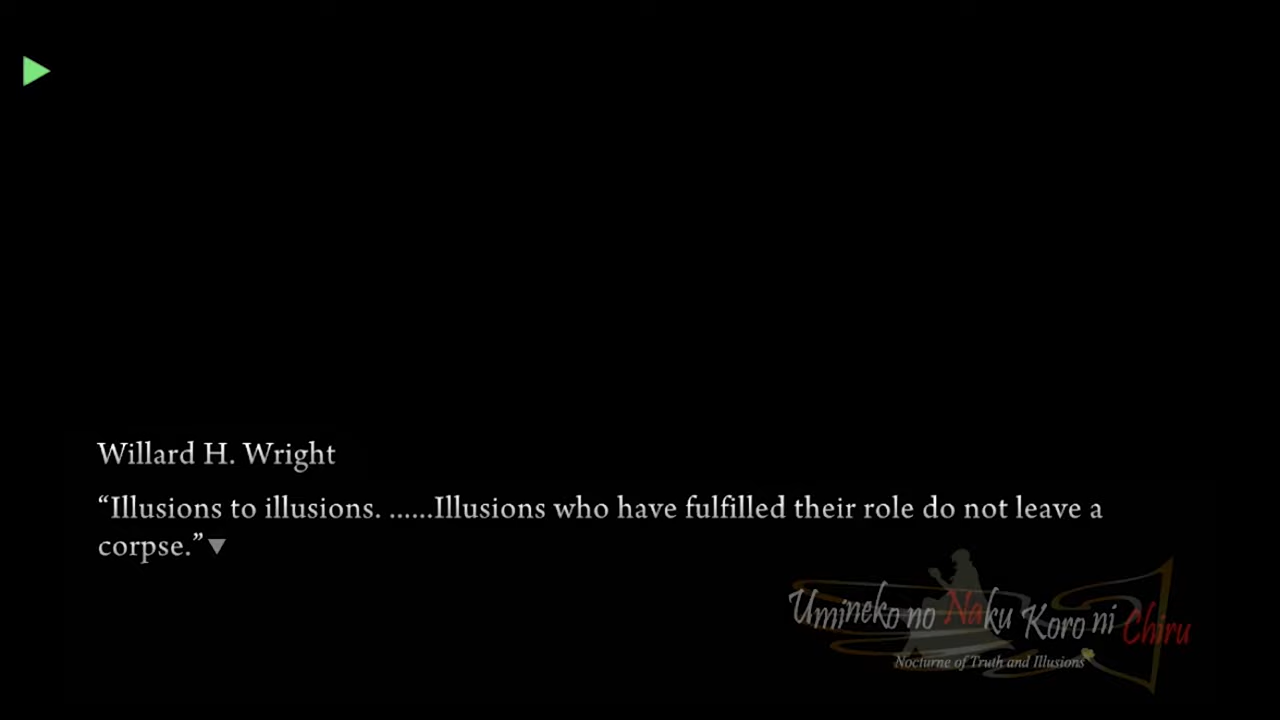 Willard H. Wright
“Illusions to illusions. ......Illusions who have fulfilled their role do not leave a
corpse.”
Umineko no Naku Koro ni Chiru
Nocturne of Truth and Illusions